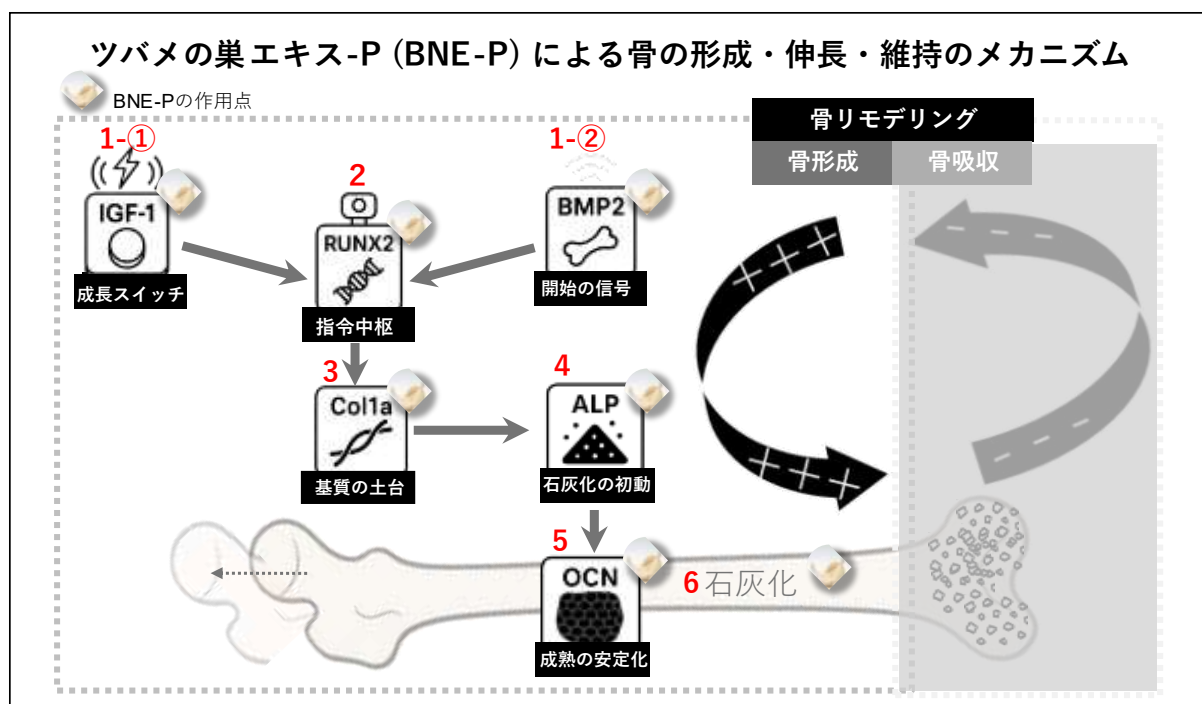 ツバメの巣エキス-P (BNE-P) による骨の形成・伸長・維持のメカニズム
BNE-Pの作用点
骨リモデリング
骨形成
骨吸収
1-①
IGF-1
成長スイッチ
2
RUNX2
指令中枢
1-②
BMP2
開始の信号
3
Col1a
基質の土台
4
ALP
石灰化の初動
5
OCN
成熟の安定化
6 石灰化